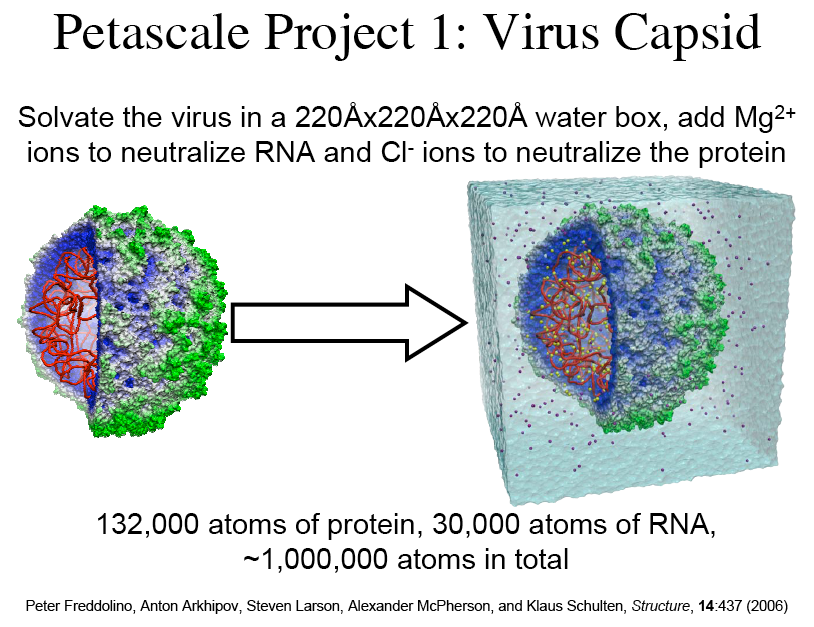 Petascale Project 1: Virus Capsid
Solvate the virus in a 220Åx220Åx220Å water box, add Mg²⁺
ions to neutralize RNA and Cl⁻ ions to neutralize the protein
132,000 atoms of protein, 30,000 atoms of RNA,
~1,000,000 atoms in total
Peter Freddolino, Anton Arkhipov, Steven Larson, Alexander McPherson, and Klaus Schulten, Structure, 14:437 (2006)